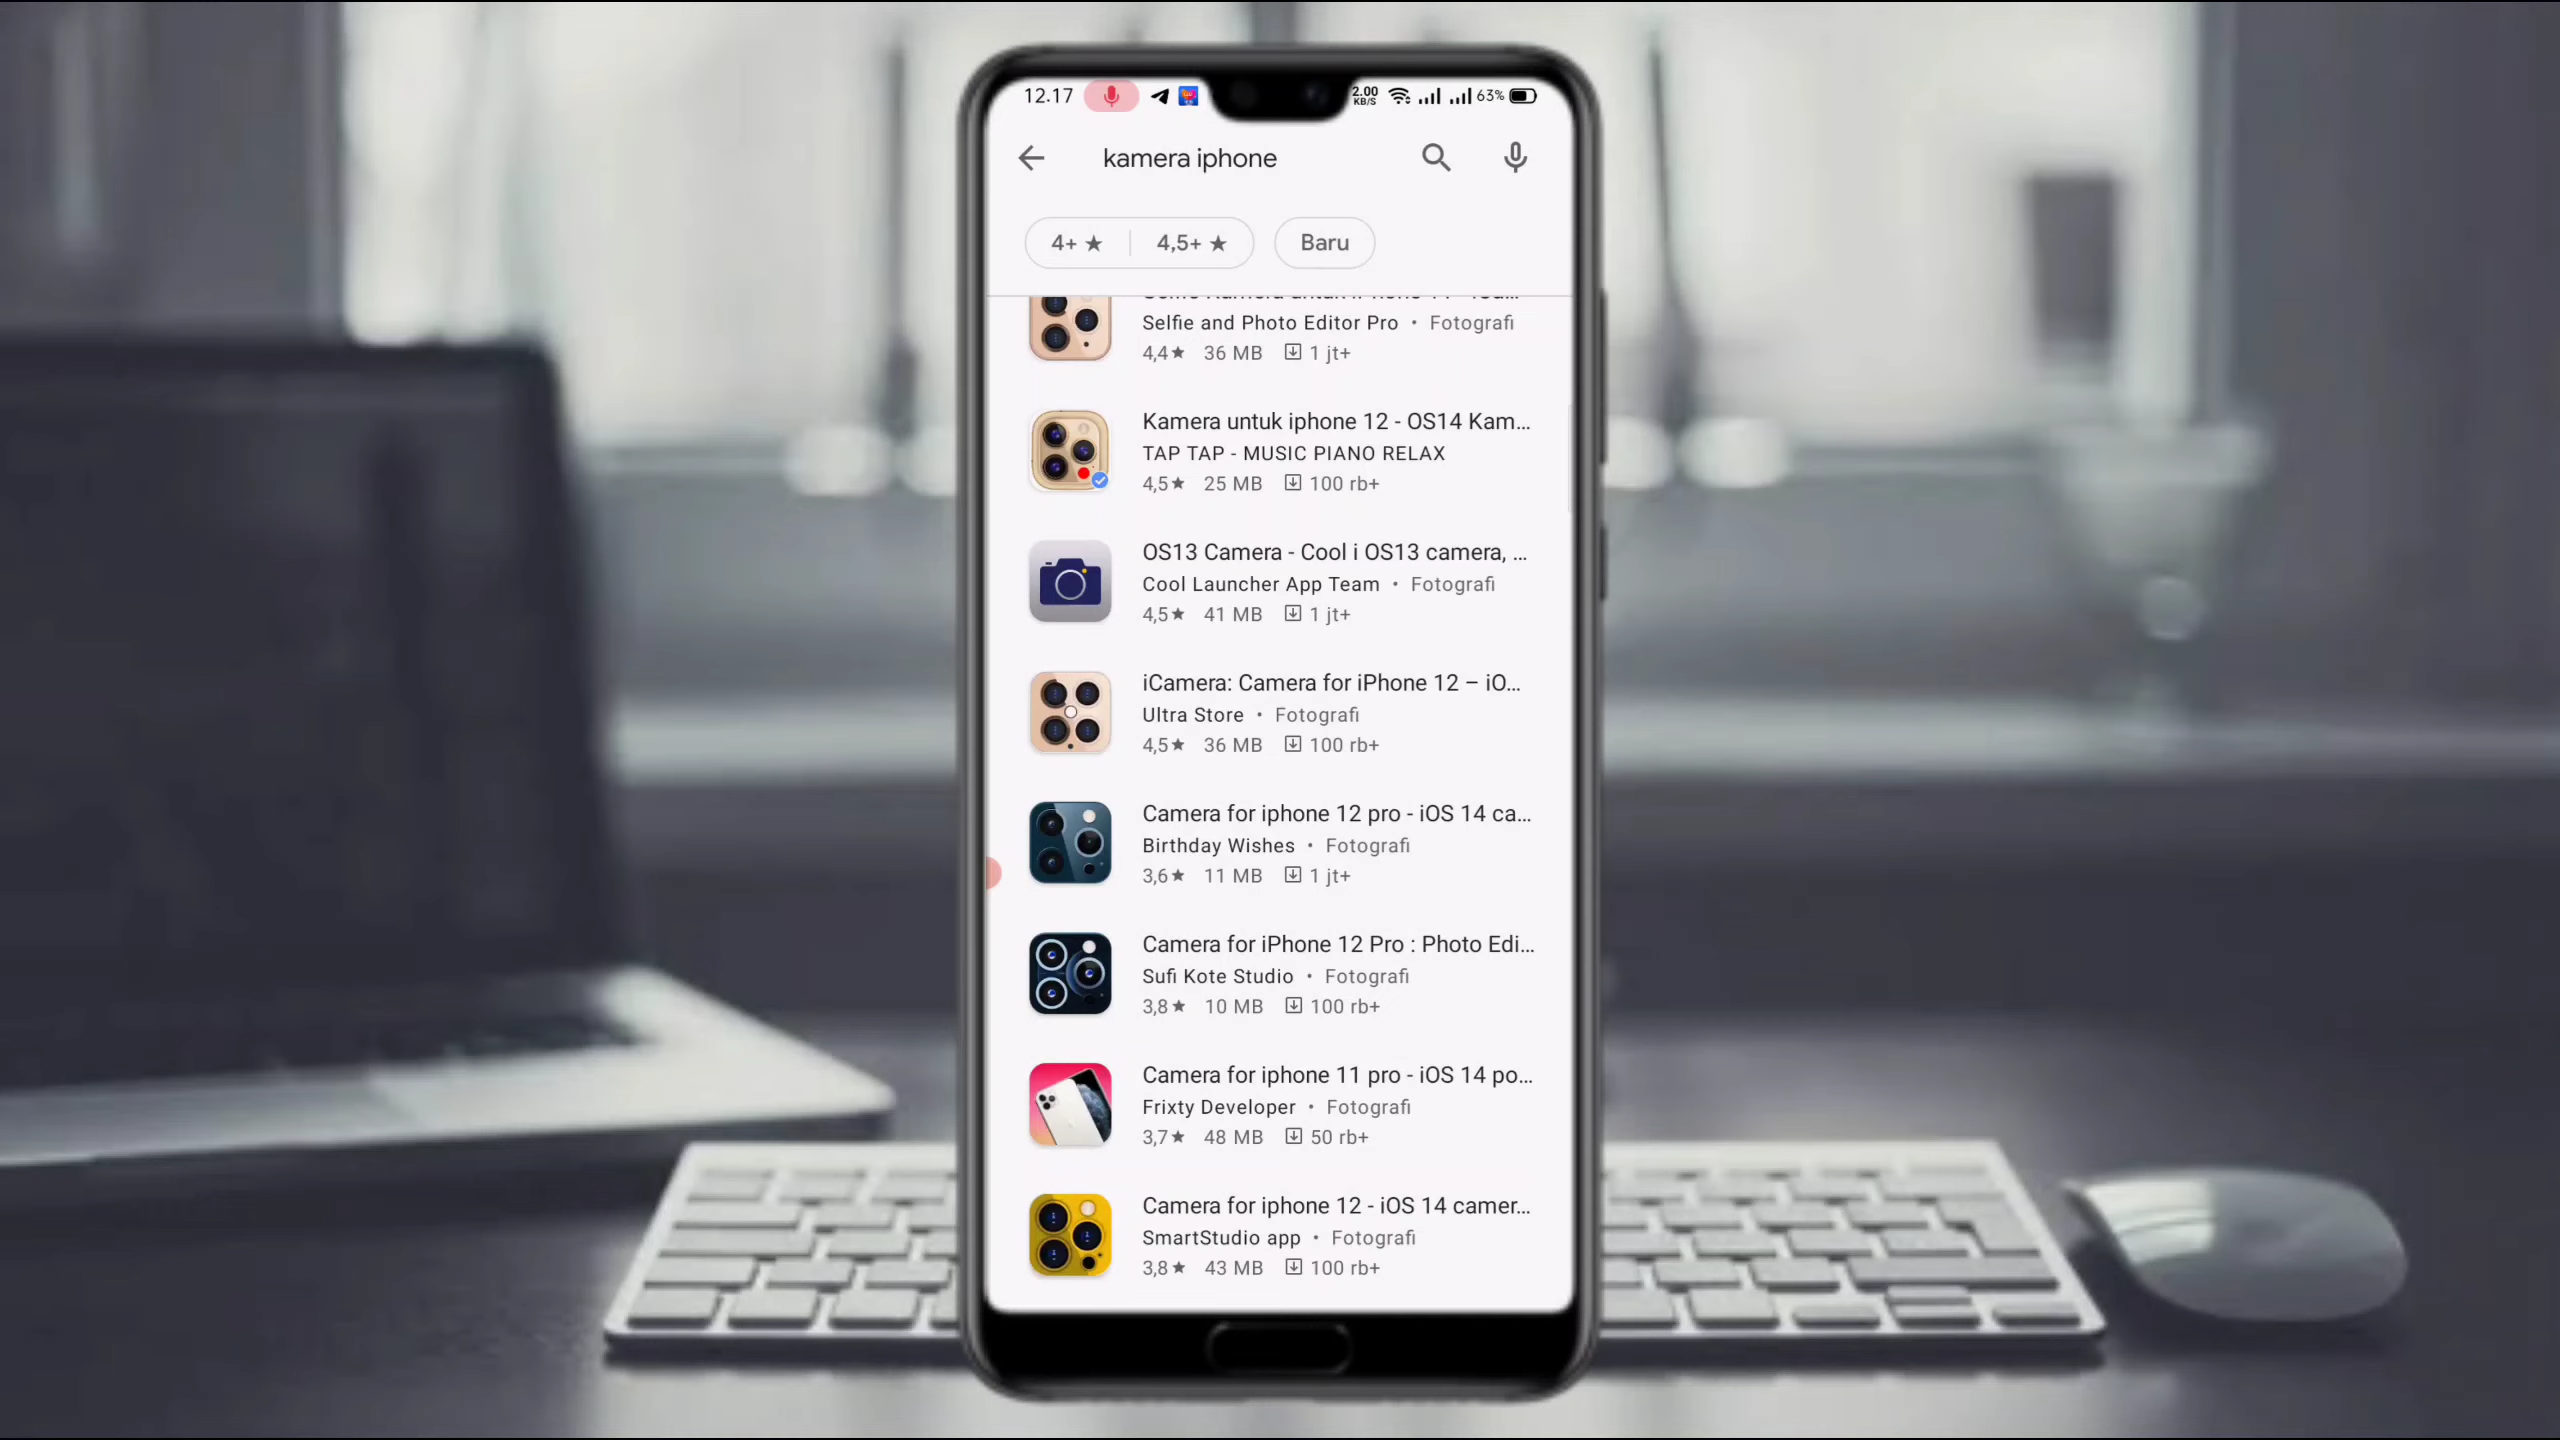 12.17
2.00 KB/S
63%
kamera iphone
4+ ★
4,5+ ★
Baru
Selfie and Photo Editor Pro • Fotografi
4,4★ 36 MB 1 jt+
Kamera untuk iphone 12 - OS14 Kam...
TAP TAP - MUSIC PIANO RELAX
4,5★ 25 MB 100 rb+
OS13 Camera - Cool i OS13 camera, ...
Cool Launcher App Team • Fotografi
4,5★ 41 MB 1 jt+
iCamera: Camera for iPhone 12 – iO...
Ultra Store • Fotografi
4,5★ 36 MB 100 rb+
Camera for iphone 12 pro - iOS 14 ca...
Birthday Wishes • Fotografi
3,6★ 11 MB 1 jt+
Camera for iPhone 12 Pro : Photo Edi...
Sufi Kote Studio • Fotografi
3,8★ 10 MB 100 rb+
Camera for iphone 11 pro - iOS 14 po...
Frixty Developer • Fotografi
3,7★ 48 MB 50 rb+
Camera for iphone 12 - iOS 14 camer...
SmartStudio app • Fotografi
3,8★ 43 MB 100 rb+